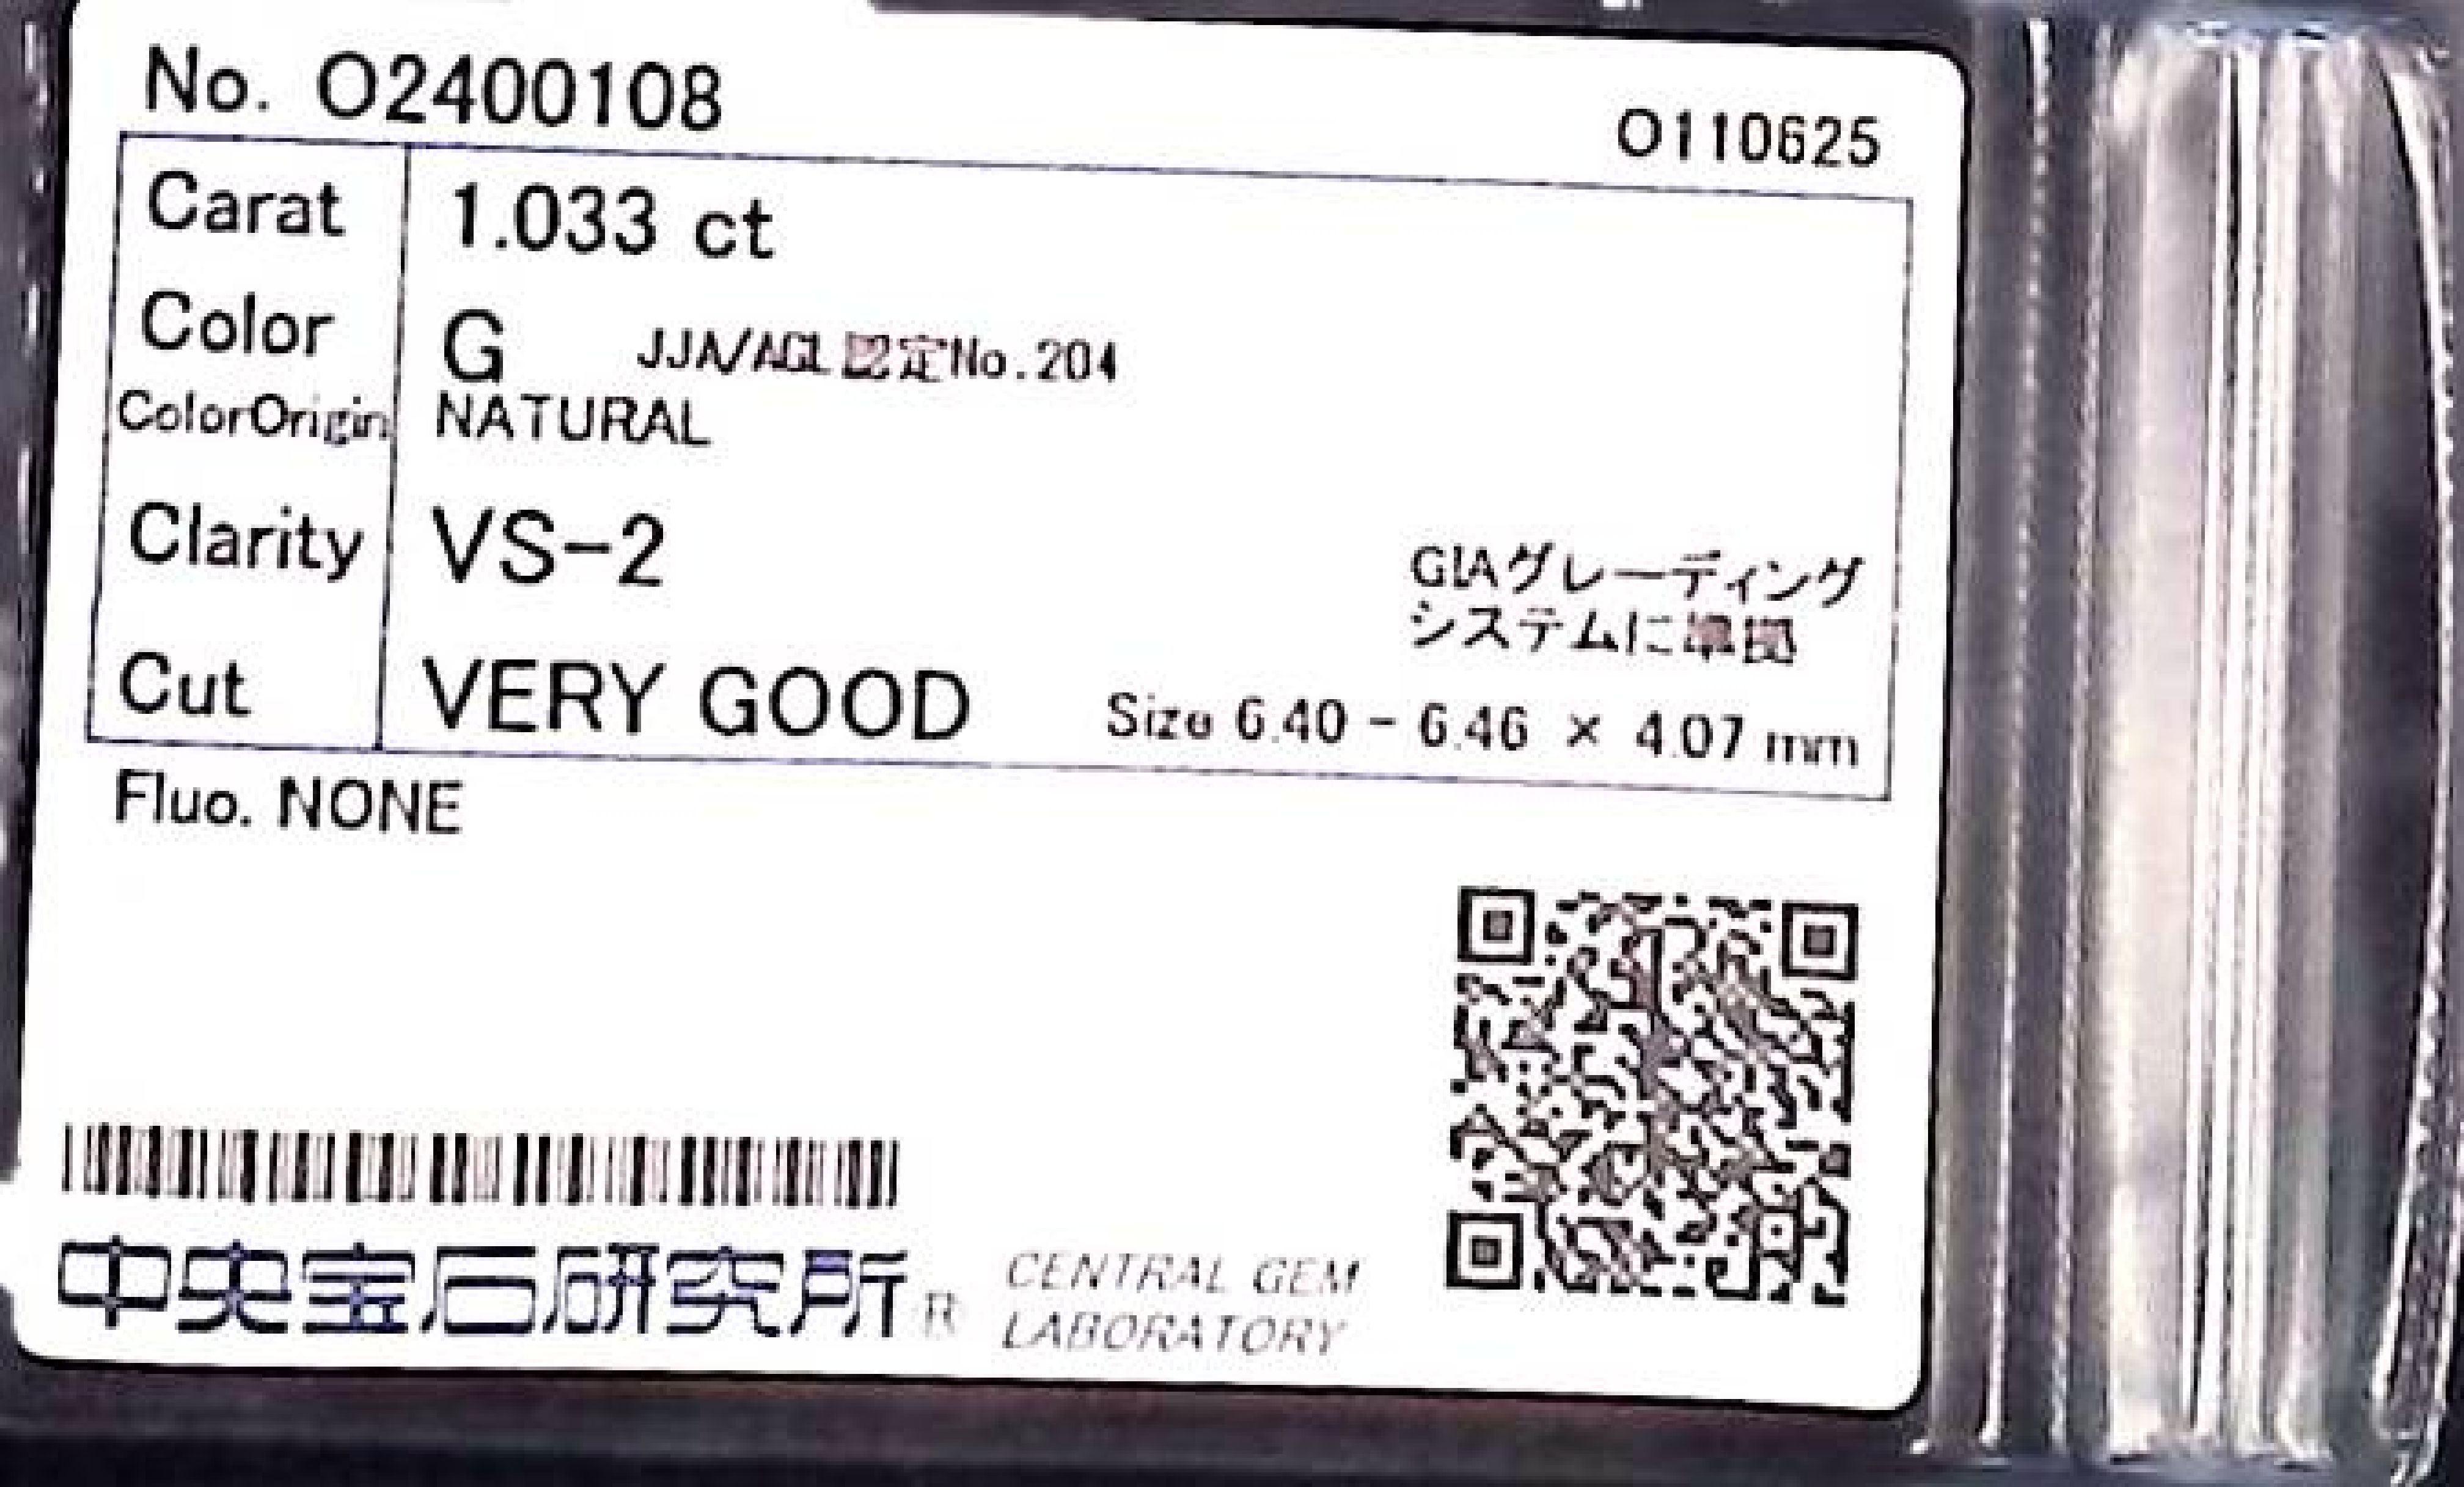 No. O2400108
O110625
Carat 1.033 ct
Color G JJA/AGL認定No.204
ColorOrigin NATURAL
Clarity VS-2
GIAグレーディング
システムに準拠
Cut VERY GOOD Size 6.40 - 6.46 × 4.07 mm
Fluo. NONE
中央宝石研究所 R CENTRAL GEM
LABORATORY